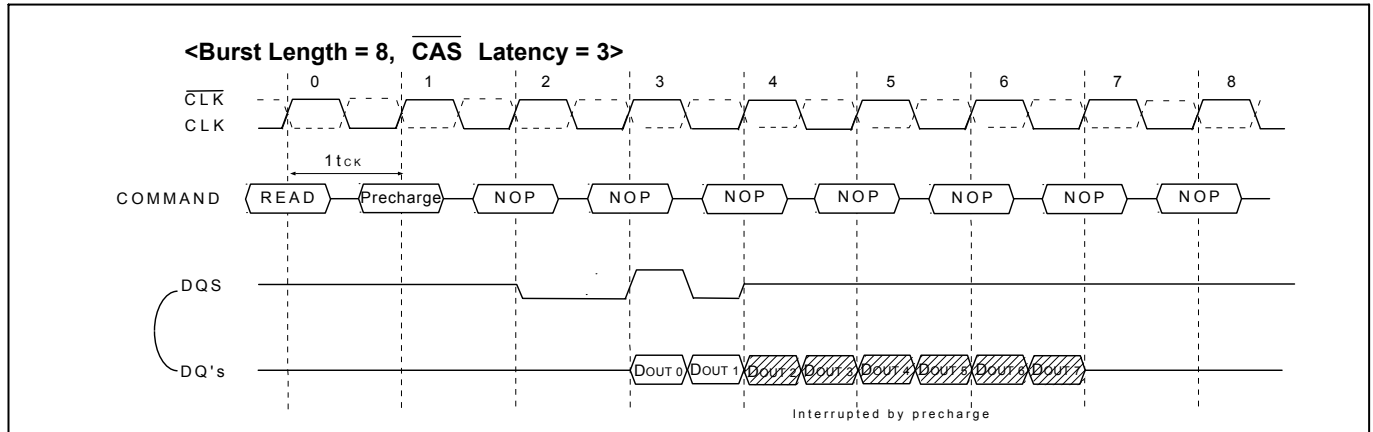 <Burst Length = 8, CAS Latency = 3>
0 1 2 3 4 5 6 7 8
CLK
CLK
1tCK
COMMAND READ Precharge NOP NOP NOP NOP NOP NOP NOP
DQS
DQ's DOUT 0 DOUT 1 DOUT 2 DOUT 3 DOUT 4 DOUT 5 DOUT 6 DOUT 7
Interrupted by precharge